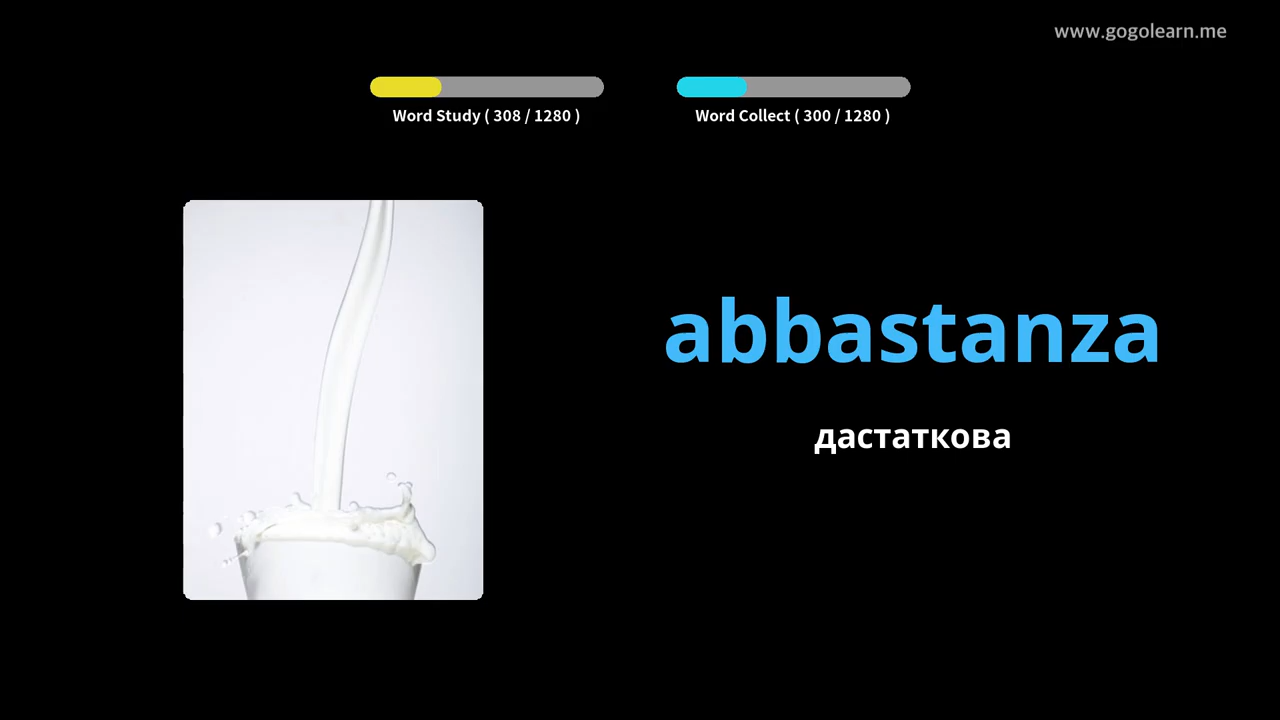 www.gogolearn.me
Word Study ( 308 / 1280 )
Word Collect ( 300 / 1280 )
abbastanza
дастаткова